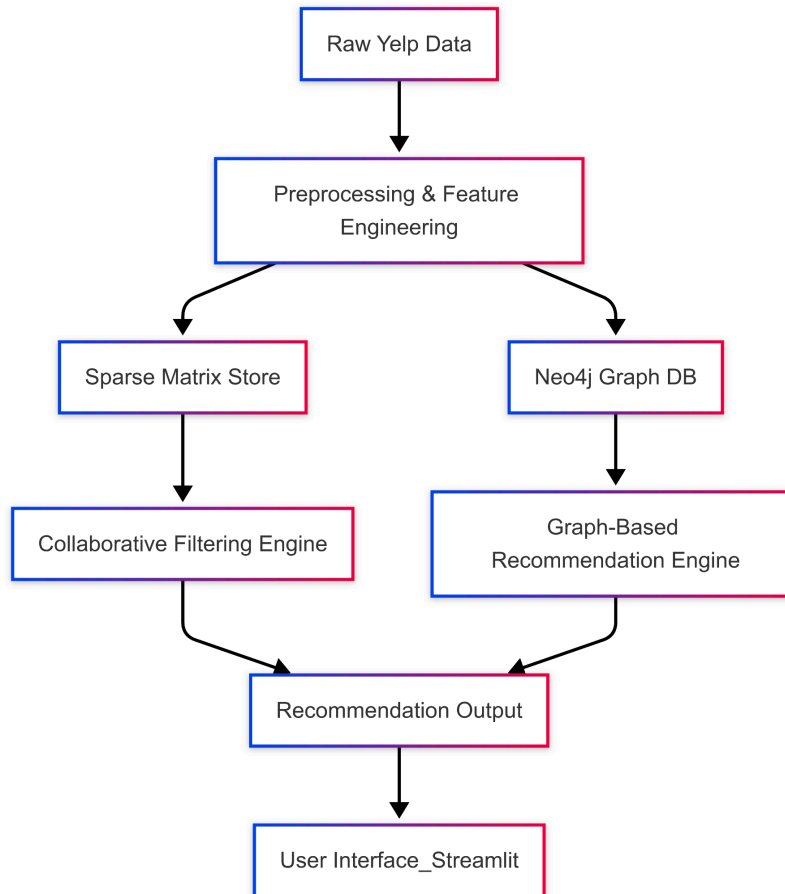 Raw Yelp Data
Preprocessing & Feature
Engineering
Sparse Matrix Store
Neo4j Graph DB
Collaborative Filtering Engine
Graph-Based
Recommendation Engine
Recommendation Output
User Interface_Streamlit